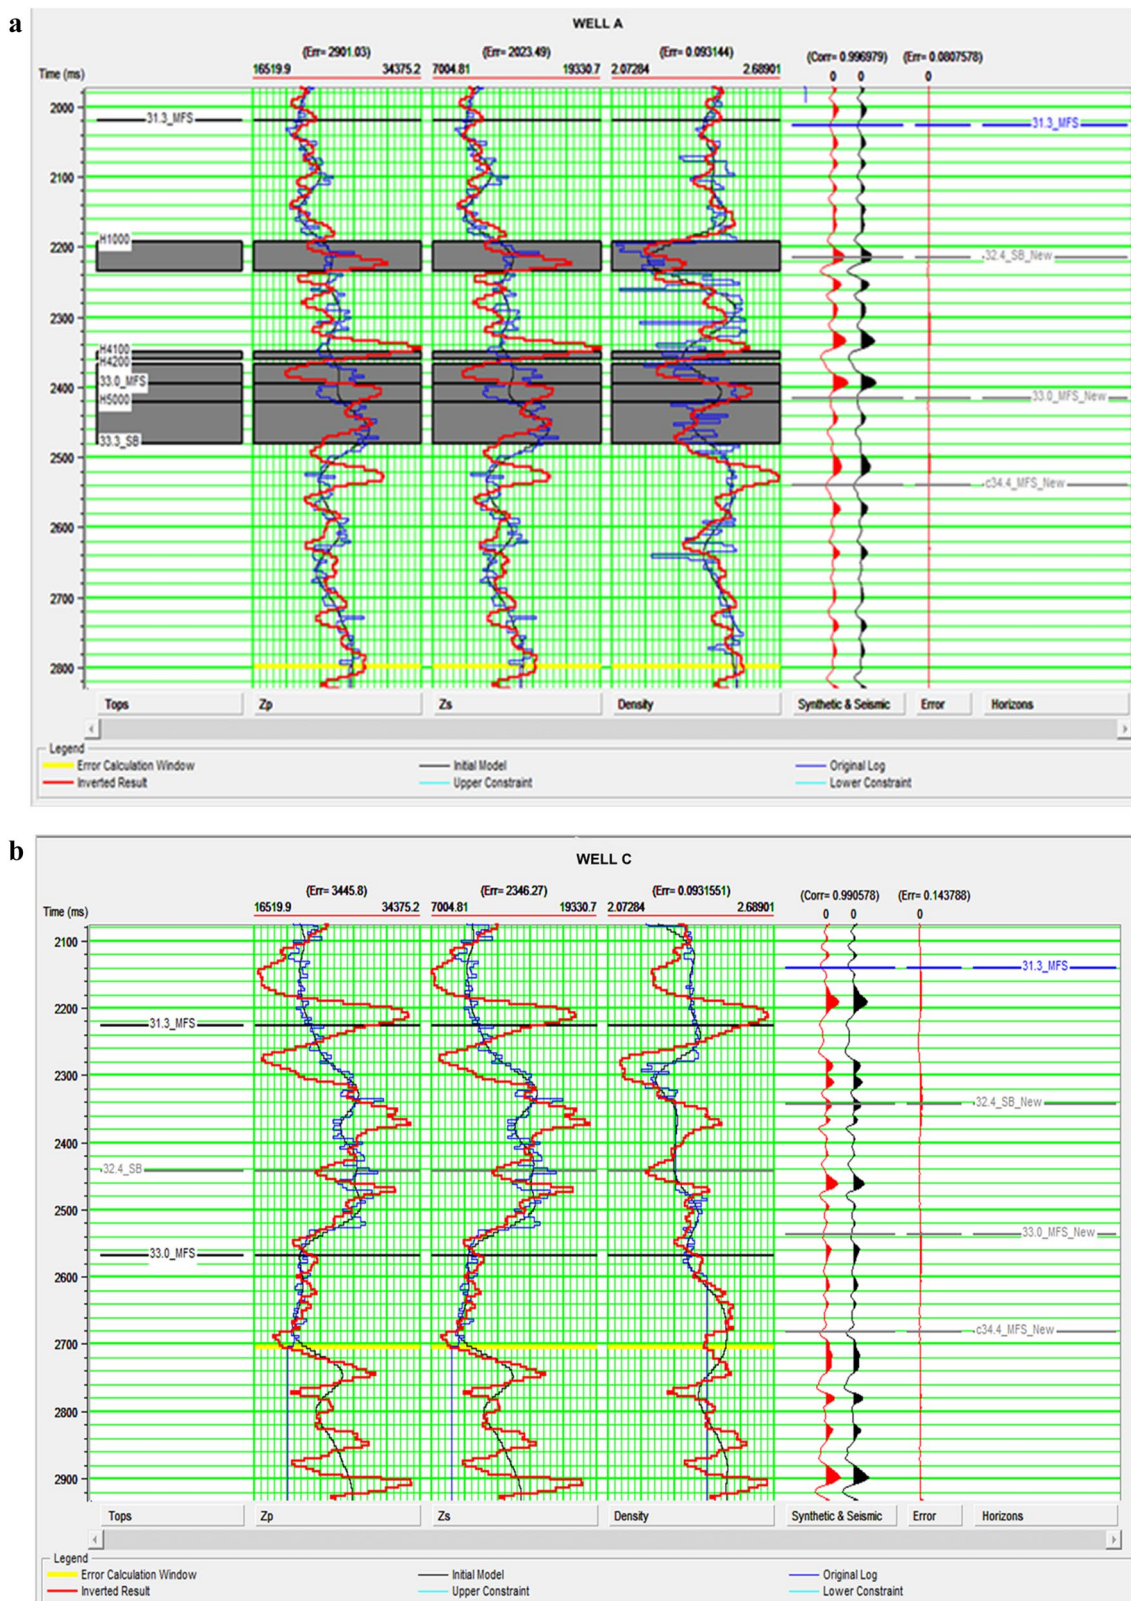 a
WELL A
(Err= 2901.03) (Err= 2023.49) (Err= 0.093144) (Corr= 0.996979) (Err= 0.0807578)
Time (ms) 16519.9 34375.2 7004.81 19330.7 2.07284 2.68901 0 0 0
2000
31.3_MFS 31.3_MFS
2100
2200
H1000
32.4_SB_New
2300
H4100
H4200
33.0_MFS
2400
H5000 33.0_MFS_New
33.3_SB
2500
c34.4_MFS_New
2600
2700
2800
Tops Zp Zs Density Synthetic & Seismic Error Horizons
Legend
Error Calculation Window Initial Model Original Log
Inverted Result Upper Constraint Lower Constraint
b
WELL C
(Err= 3445.8) (Err= 2346.27) (Err= 0.0931551) (Corr= 0.990578) (Err= 0.143788)
Time (ms) 16519.9 34375.2 7004.81 19330.7 2.07284 2.68901 0 0 0
2100
31.3_MFS
2200
31.3_MFS
2300
32.4_SB_New
2400
32.4_SB
2500
33.0_MFS_New
33.0_MFS
2600
c34.4_MFS_New
2700
2800
2900
Tops Zp Zs Density Synthetic & Seismic Error Horizons
Legend
Error Calculation Window Initial Model Original Log
Inverted Result Upper Constraint Lower Constraint